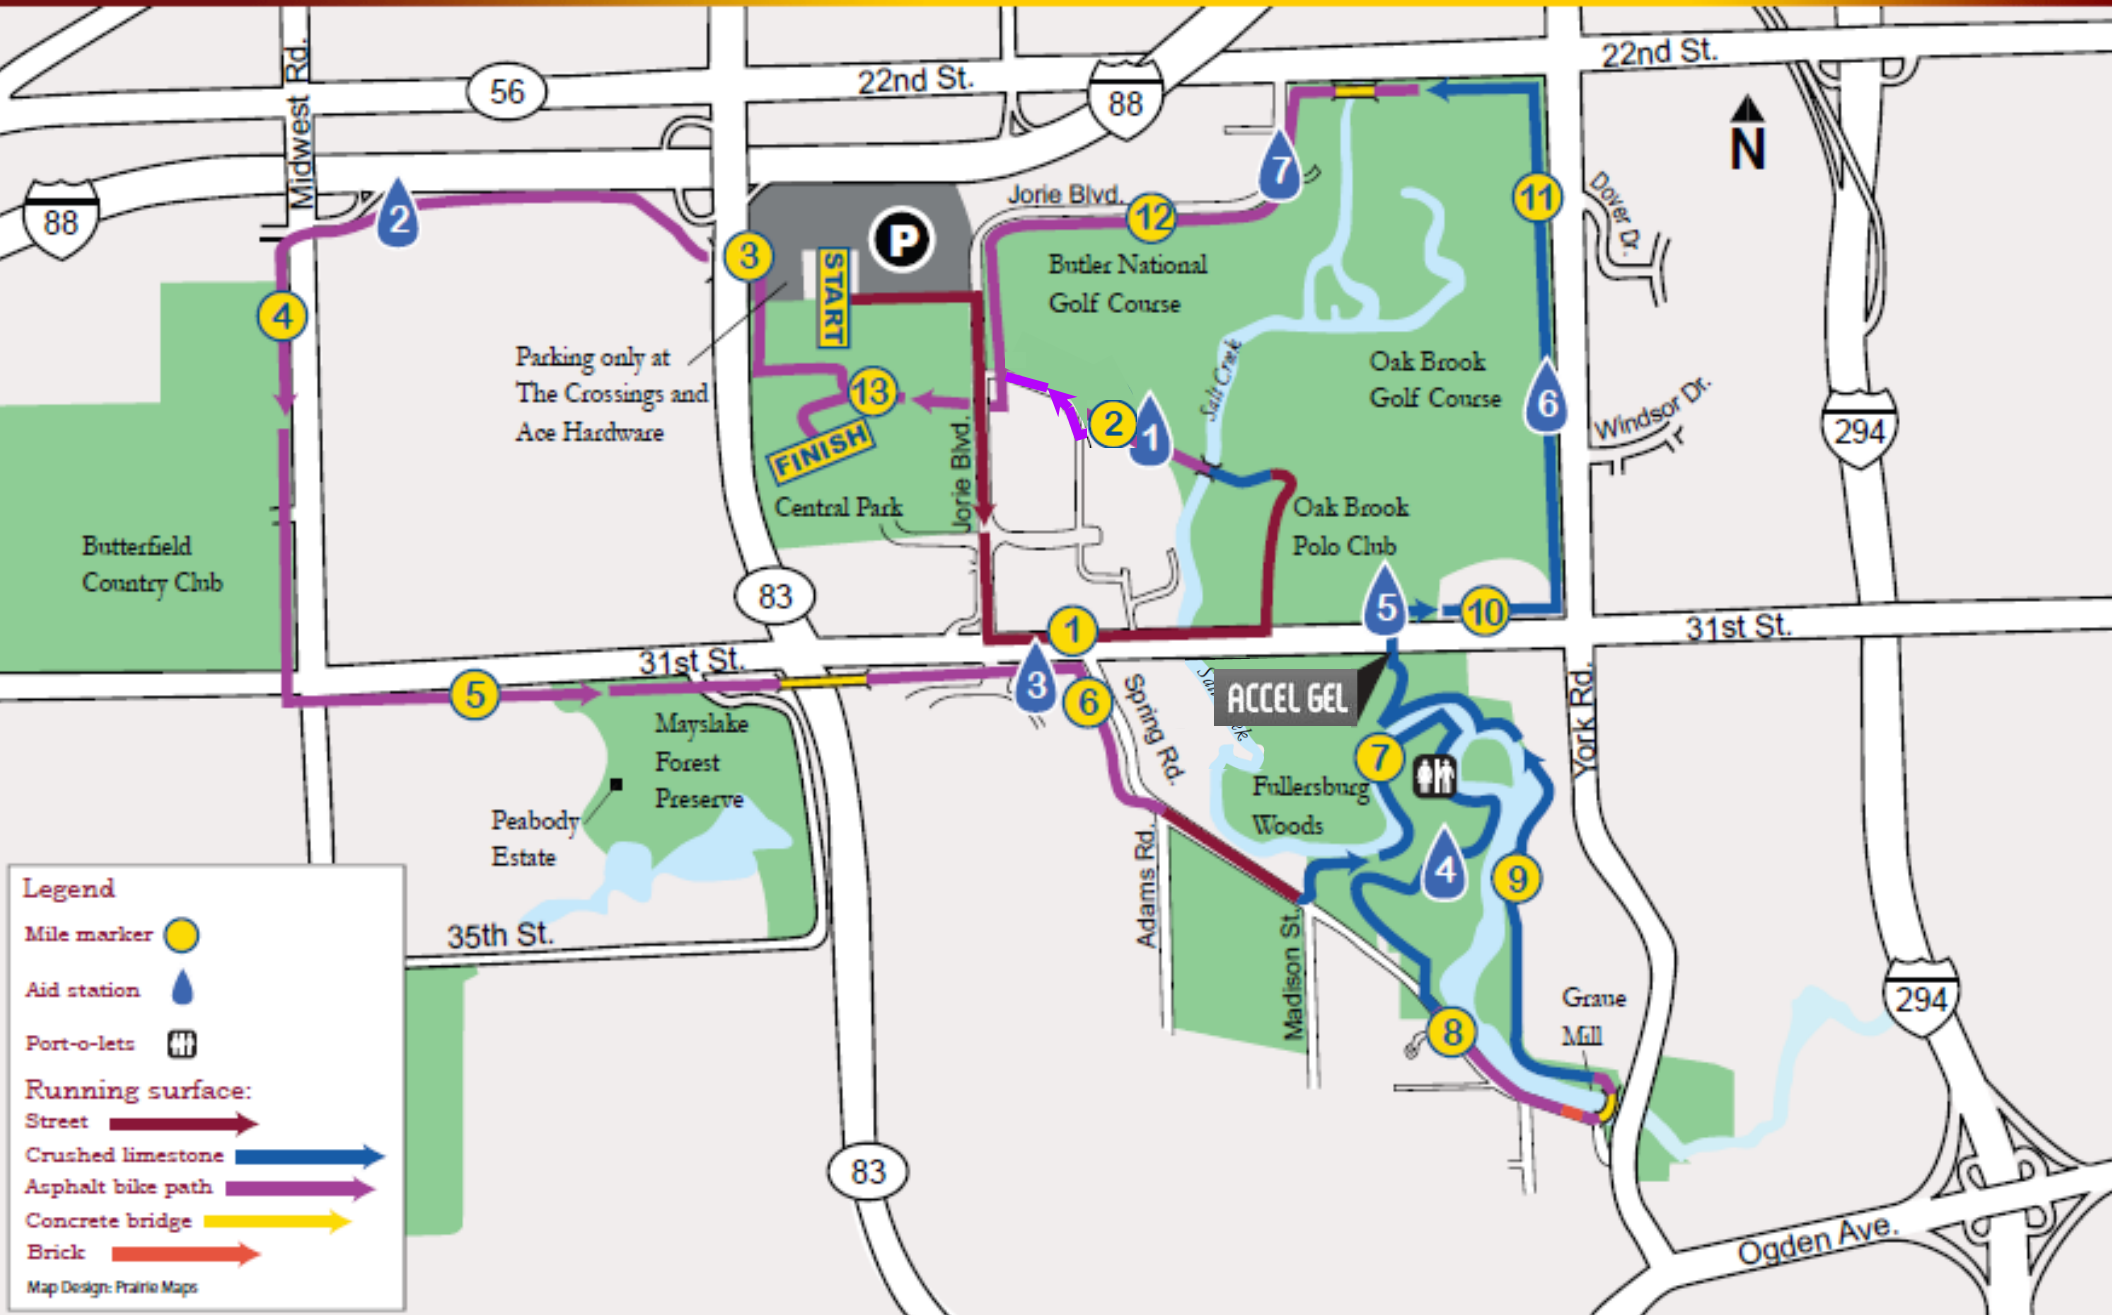 22nd St.
22nd St.
56
88
88
Midwest Rd.
N
7
2
Jorie Blvd.
12
11
Dover Dr.
P
3
START
4
Butler National
Golf Course
Parking only at
The Crossings and
Ace Hardware
13
FINISH
Central Park
Jorie Blvd.
2
1
Salt Creek
Oak Brook
Golf Course
6
Windsor Dr.
294
Oak Brook
Polo Club
Butterfield
Country Club
83
1
5
10
31st St.
31st St.
5
3
6
Spring Rd.
ACCEL GEL
York Rd.
Mayslake
Forest
Preserve
Peabody
Estate
7
Fullersburg
Woods
4
9
Adams Rd.
Madison St.
35th St.
8
Graue
Mill
294
83
Ogden Ave.
Legend
Mile marker
Aid station
Port-o-lets
Running surface:
Street
Crushed limestone
Asphalt bike path
Concrete bridge
Brick
Map Design: Prairie Maps